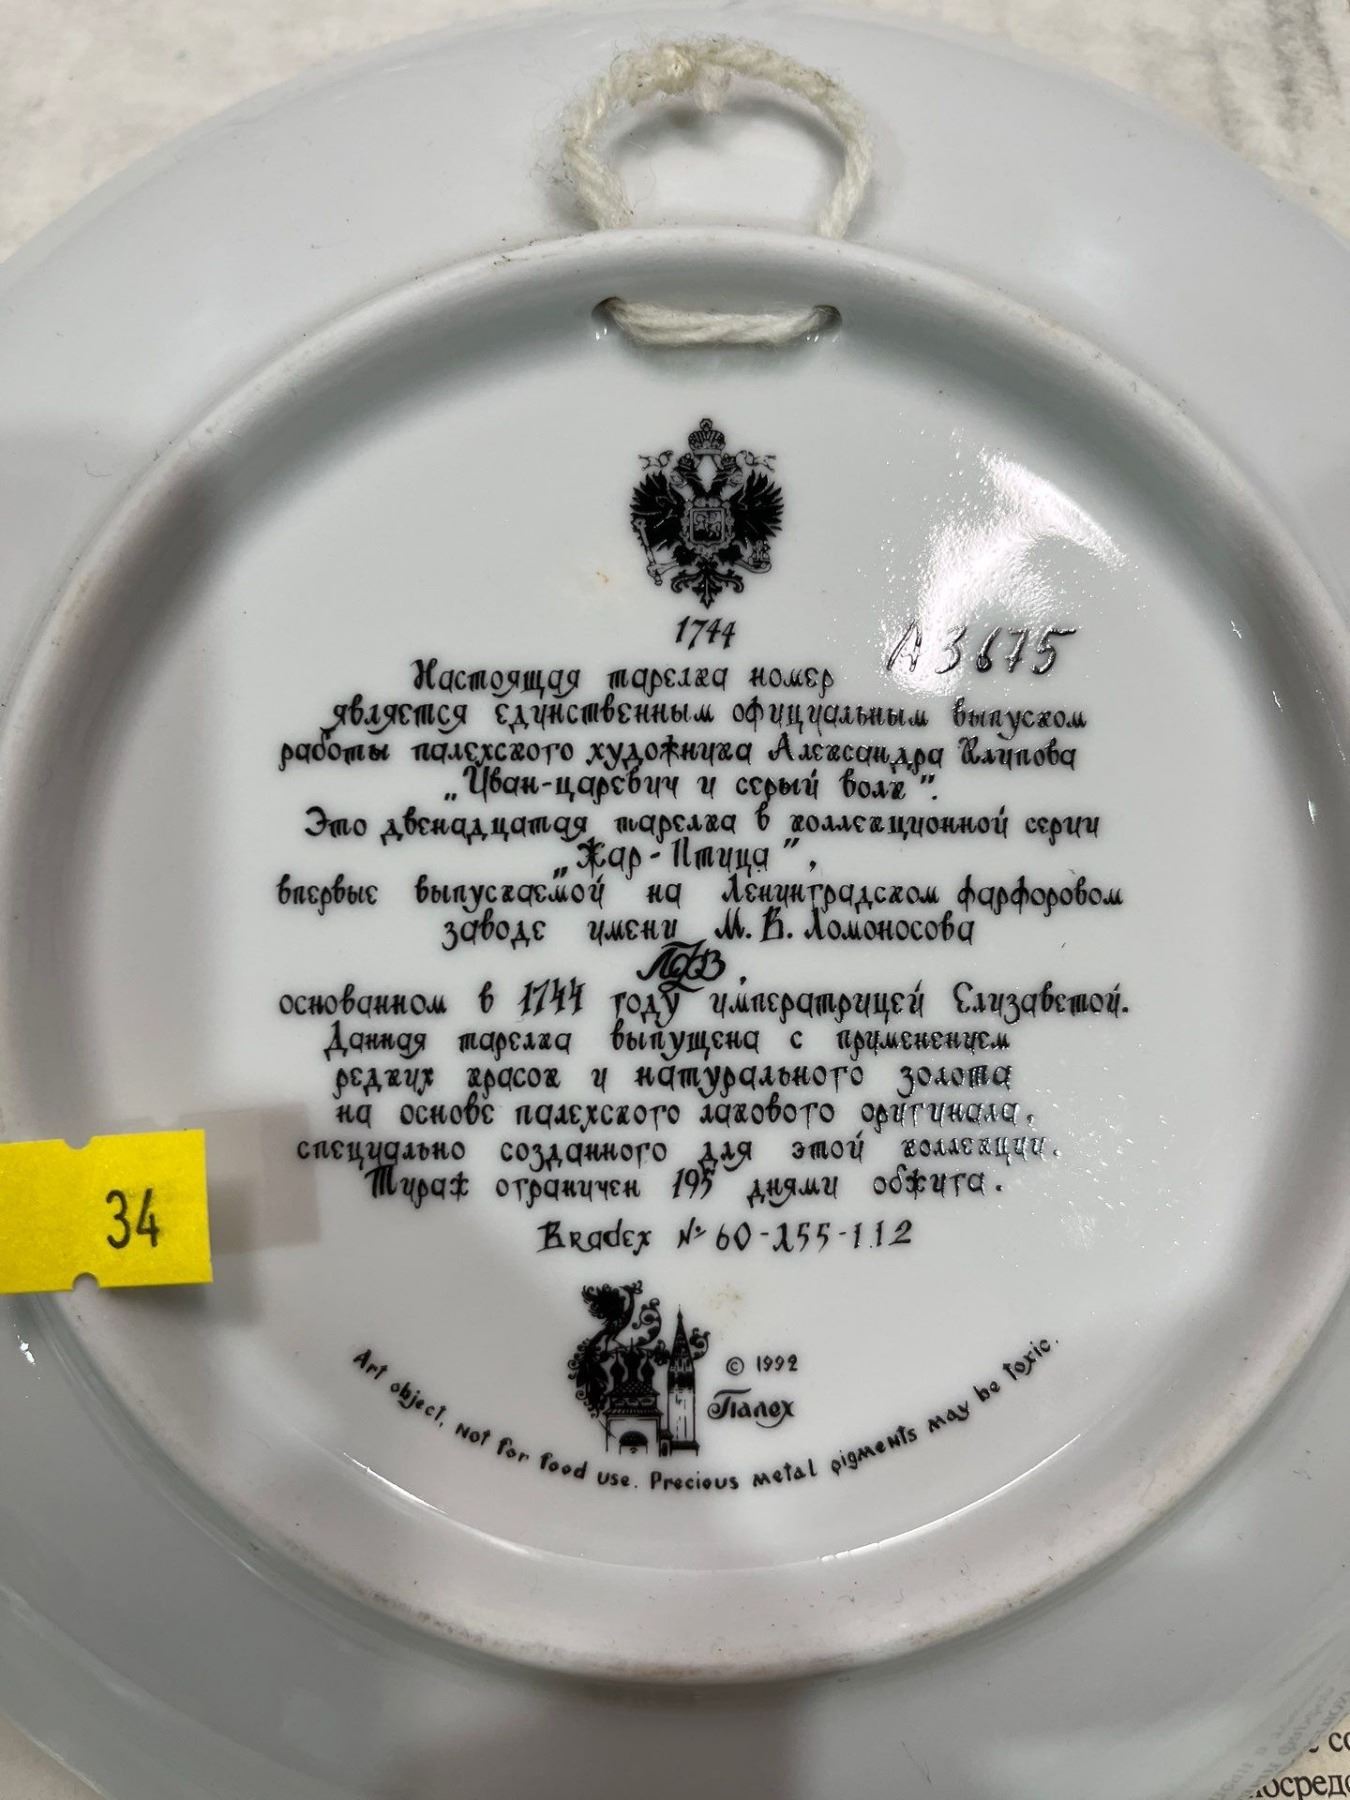 1744
Настоящая тарелка номер А3675
является единственным официальным выпуском
работы палехского художника Александра Клипова
„Иван-царевич и серый волк".
Это двенадцатая тарелка в коллекционной серии
„Жар-Птица",
впервые выпускаемой на Ленинградском фарфоровом
заводе имени М. В. Ломоносова
ЛФЗ,
основанном в 1744 году императрицей Елизаветой.
Данная тарелка выпущена с применением
редких красок и натурального золота
на основе палехского лакового оригинала,
специально созданного для этой коллекции.
Тираж ограничен 195 днями обжига.
Bradex № 60-255-11.2
34
© 1992
Палех
Art object. Not for food use. Precious metal pigments may be toxic.